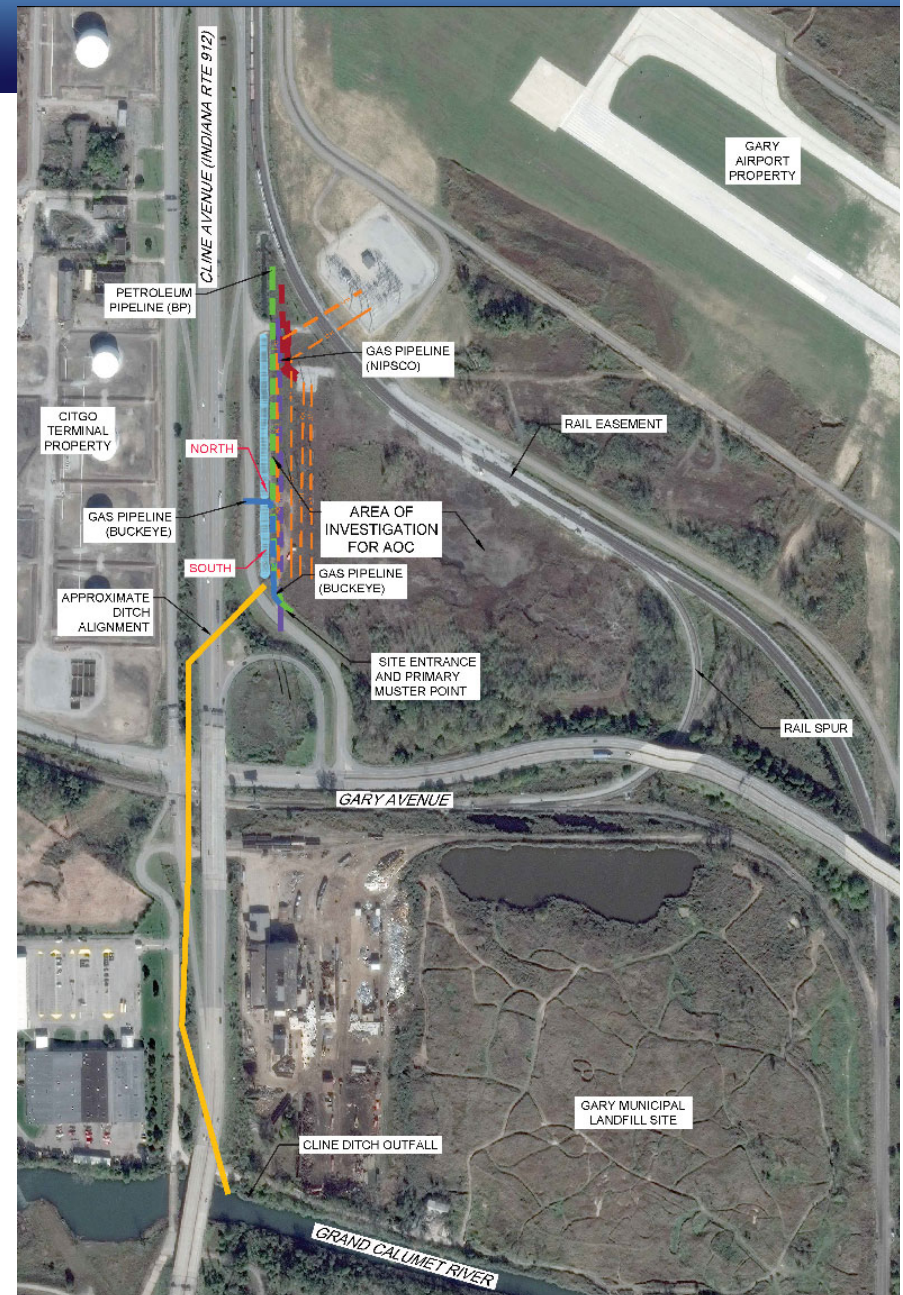 CLINE AVENUE (INDIANA RTE 912)
GARY
AIRPORT
PROPERTY
PETROLEUM
PIPELINE (BP)
GAS PIPELINE
(NIPSCO)
CITGO
TERMINAL
PROPERTY
RAIL EASEMENT
NORTH
GAS PIPELINE
(BUCKEYE)
AREA OF
INVESTIGATION
FOR AOC
SOUTH
GAS PIPELINE
(BUCKEYE)
APPROXIMATE
DITCH
ALIGNMENT
SITE ENTRANCE
AND PRIMARY
MUSTER POINT
RAIL SPUR
GARY AVENUE
GARY MUNICIPAL
LANDFILL SITE
CLINE DITCH OUTFALL
GRAND CALUMET RIVER